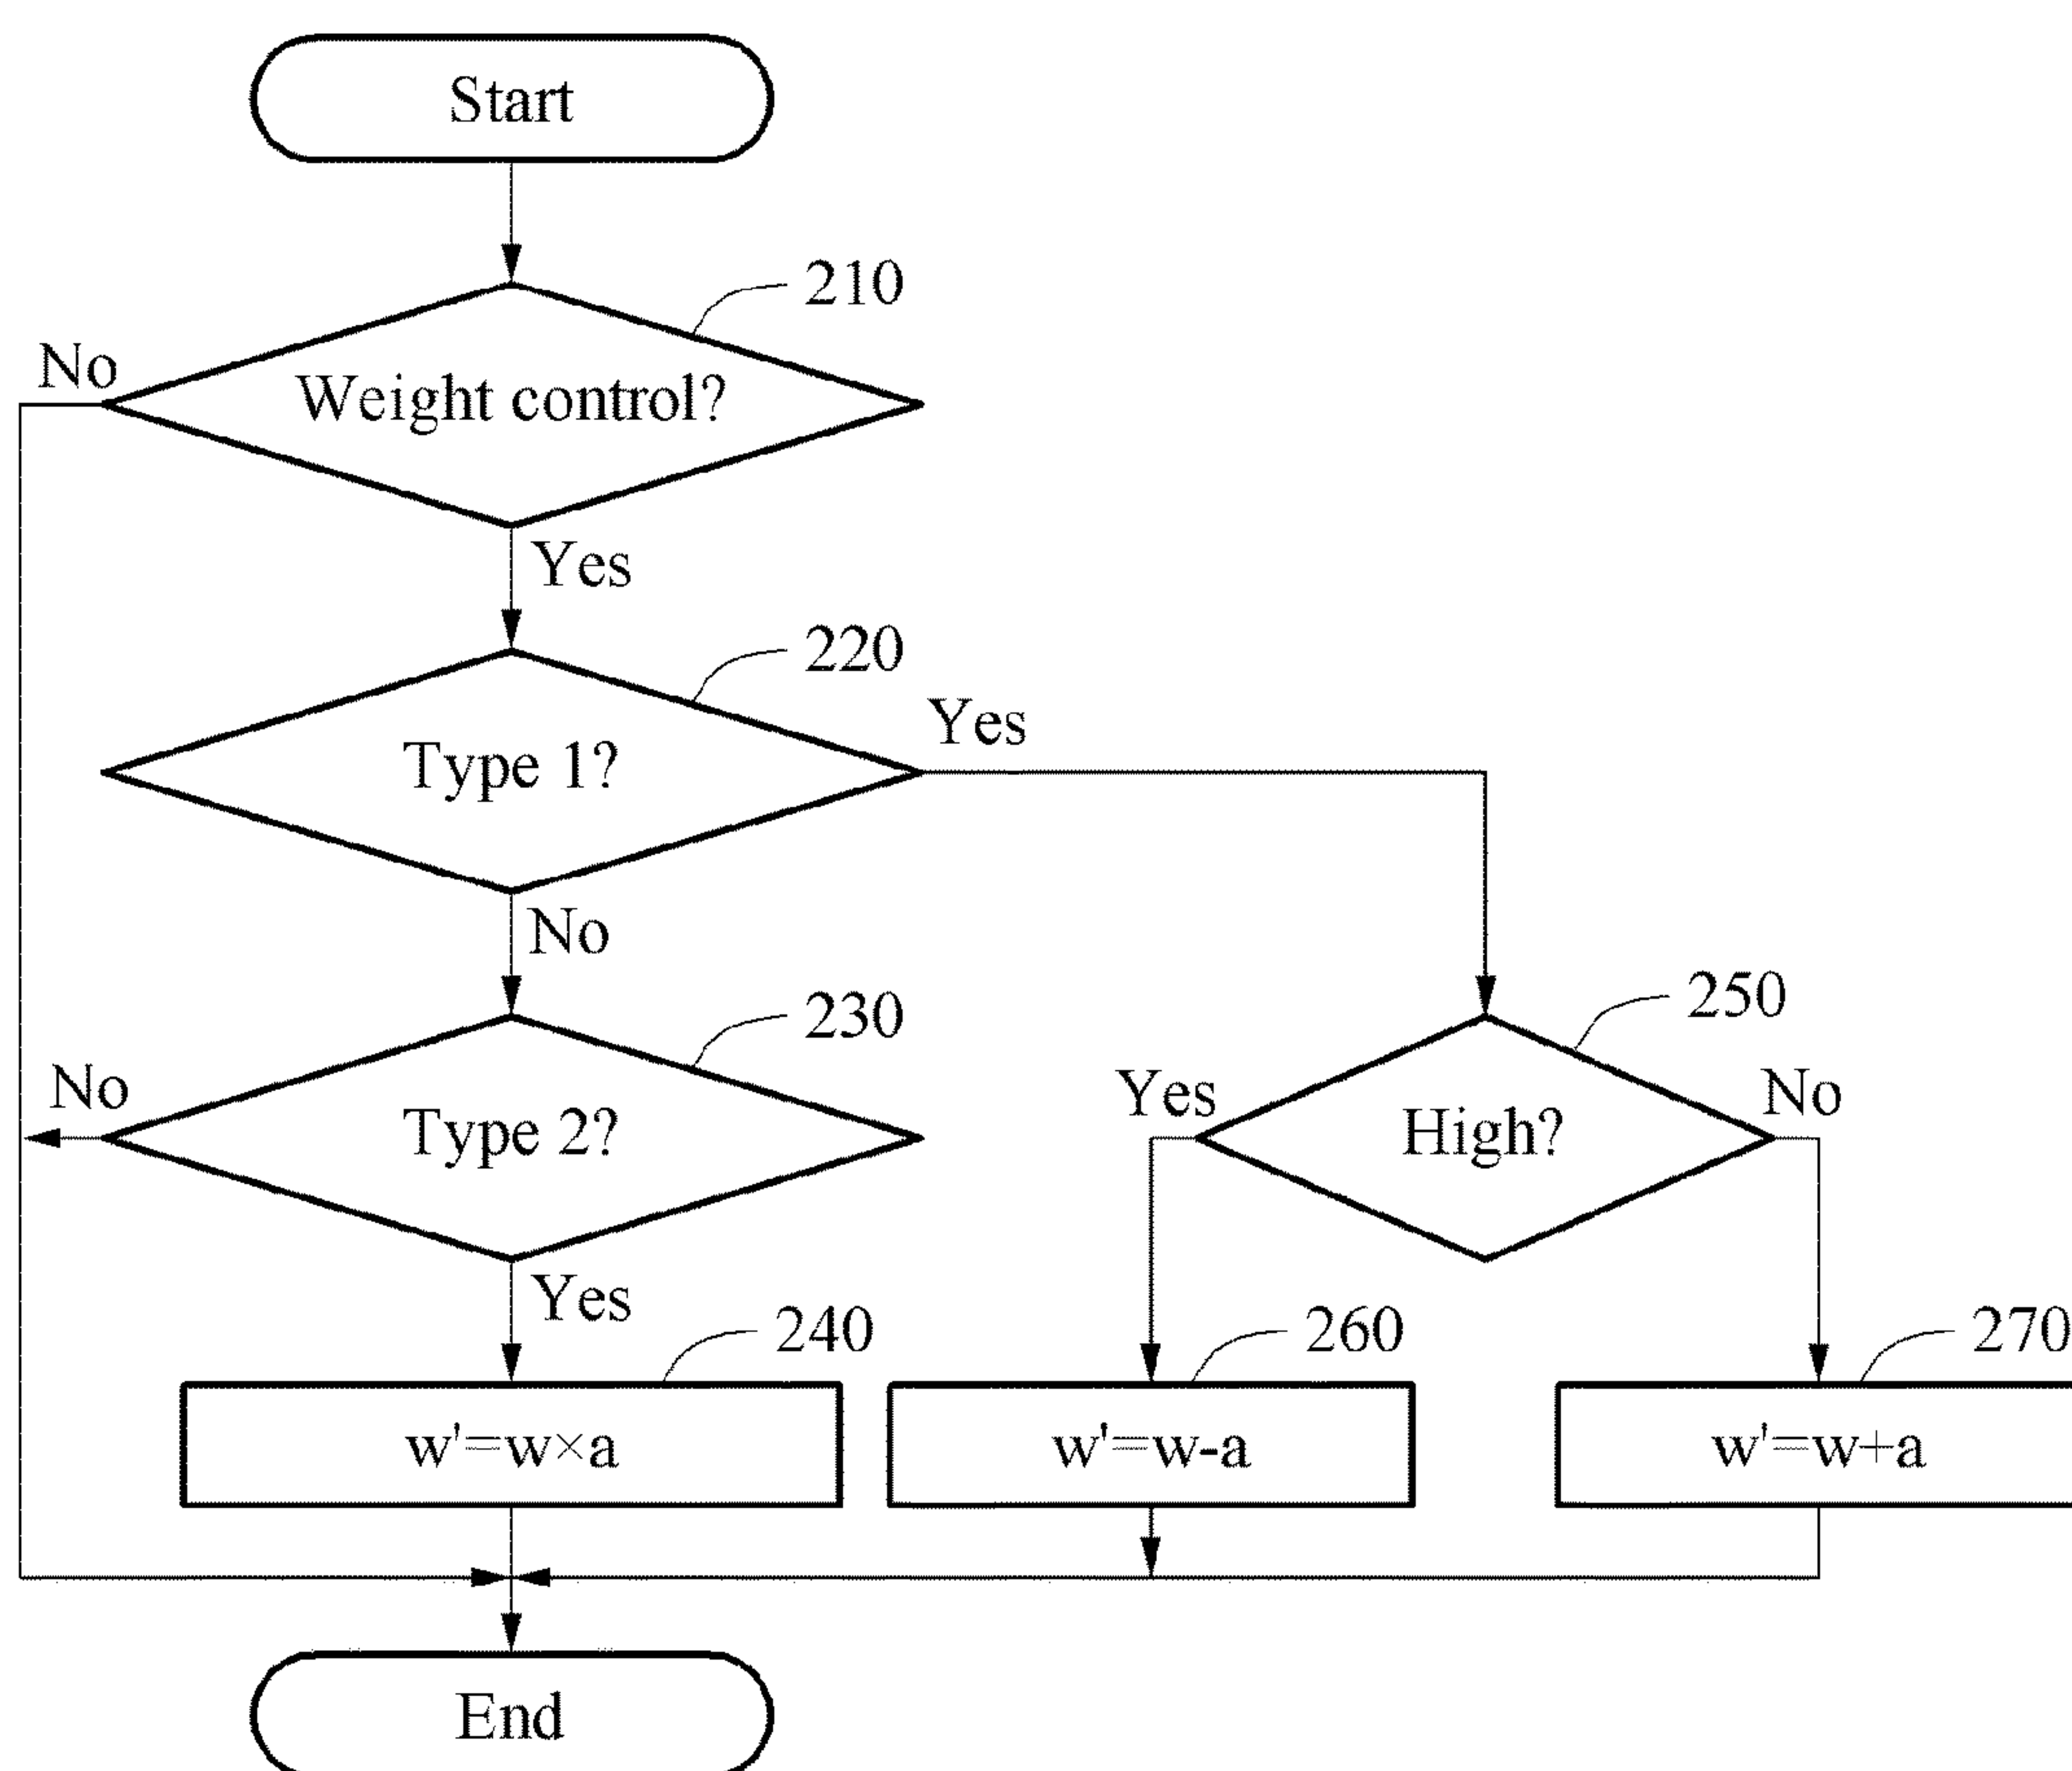 Start
210
No
Weight control?
Yes
220
Yes
Type 1?
No
230
250
No
Type 2?
Yes
High?
No
Yes
240
260
270
w'=w×a
w'=w-a
w'=w+a
End